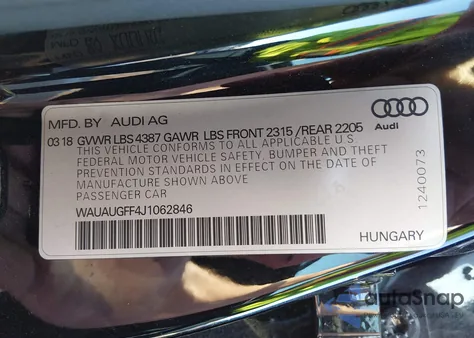 MFD. BY AUDI AG
Audi
03 18 GVWR LBS 4387 GAWR LBS FRONT 2315 /REAR 2205
THIS VEHICLE CONFORMS TO ALL APPLICABLE U.S
FEDERAL MOTOR VEHICLE SAFETY, BUMPER AND THEFT
PREVENTION STANDARDS IN EFFECT ON THE DATE OF
MANUFACTURE SHOWN ABOVE
PASSENGER CAR
WAUAUGFF4J1062846
1240073
HUNGARY
autoSnap